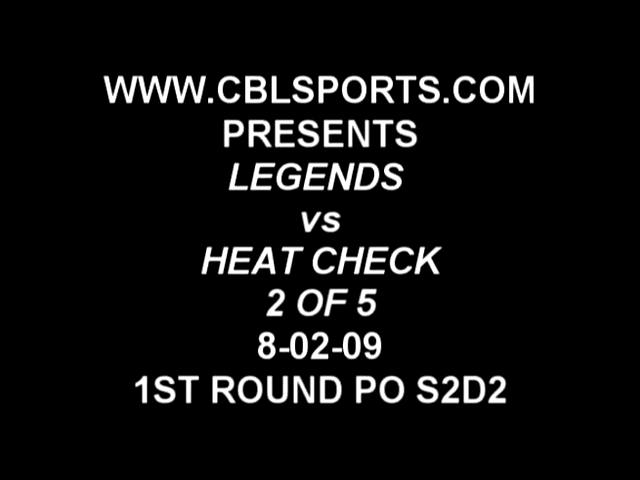 WWW.CBLSPORTS.COM
PRESENTS
LEGENDS
vs
HEAT CHECK
2 OF 5
8-02-09
1ST ROUND PO S2D2